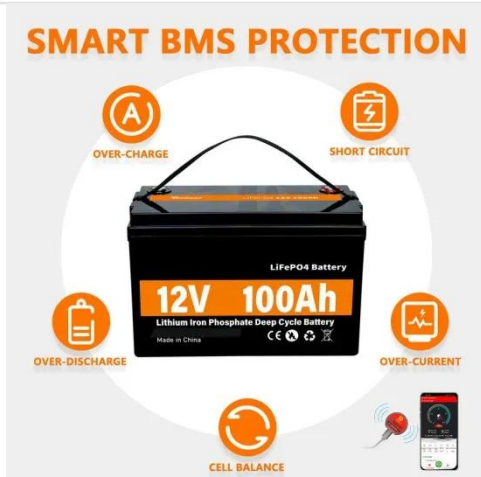 SMART BMS PROTECTION
OVER-CHARGE
SHORT CIRCUIT
LiFePO4 Battery
12V 100Ah
Lithium Iron Phosphate Deep Cycle Battery
Made in China
CE
OVER-DISCHARGE
OVER-CURRENT
CELL BALANCE